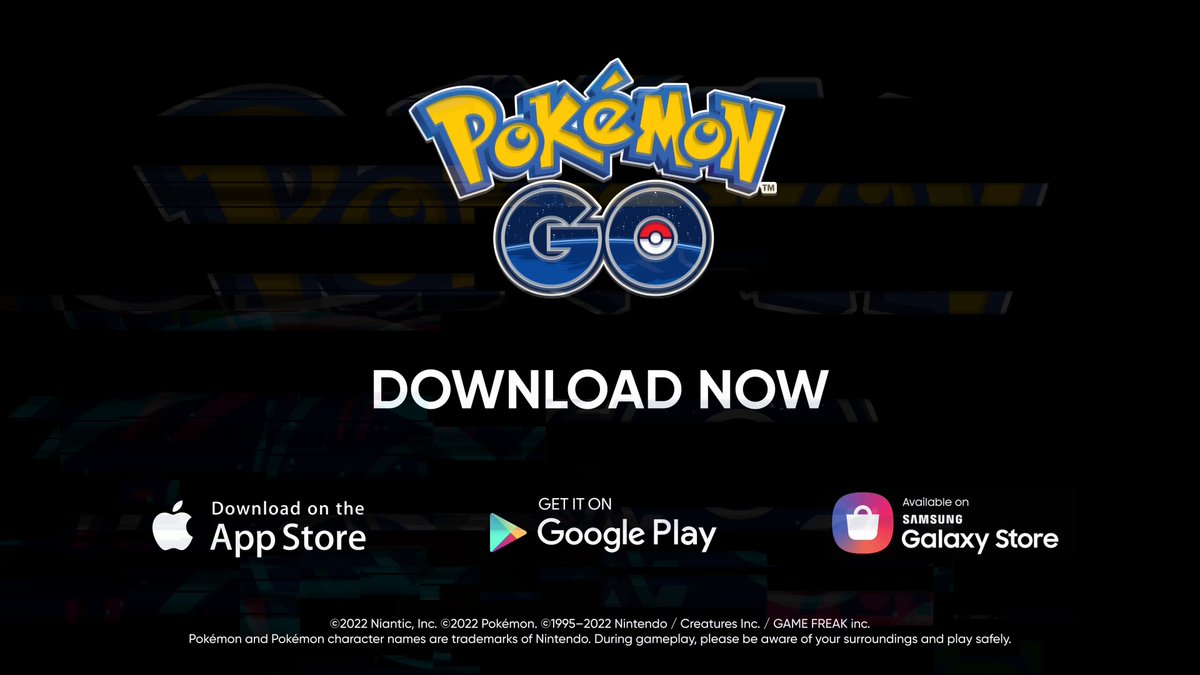 POKÉMON
TM
GO
DOWNLOAD NOW
Download on the
App Store
GET IT ON
Google Play
Available on
SAMSUNG
Galaxy Store
©2022 Niantic, Inc. ©2022 Pokémon. ©1995–2022 Nintendo / Creatures Inc. / GAME FREAK inc.
Pokémon and Pokémon character names are trademarks of Nintendo. During gameplay, please be aware of your surroundings and play safely.